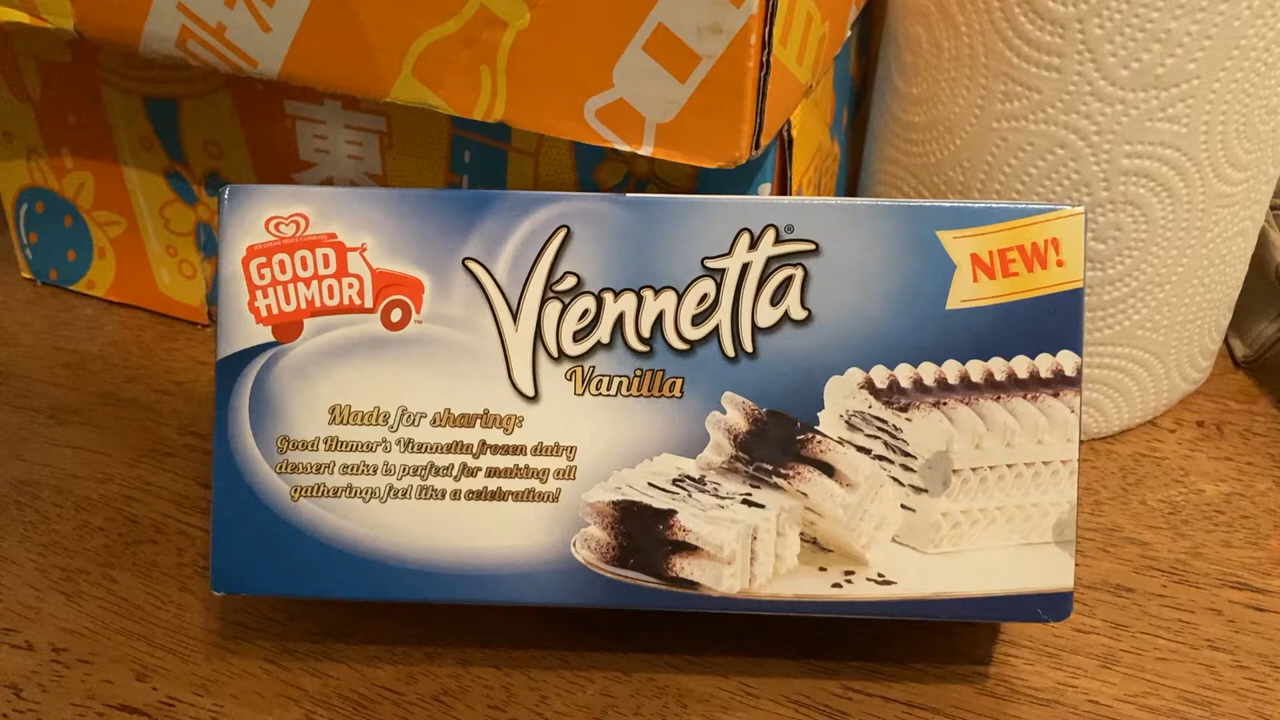 東
GOOD
HUMOR™
Viennetta®
Vanilla
NEW!
Made for sharing:
Good Humor's Viennetta frozen dairy
dessert cake is perfect for making all
gatherings feel like a celebration!